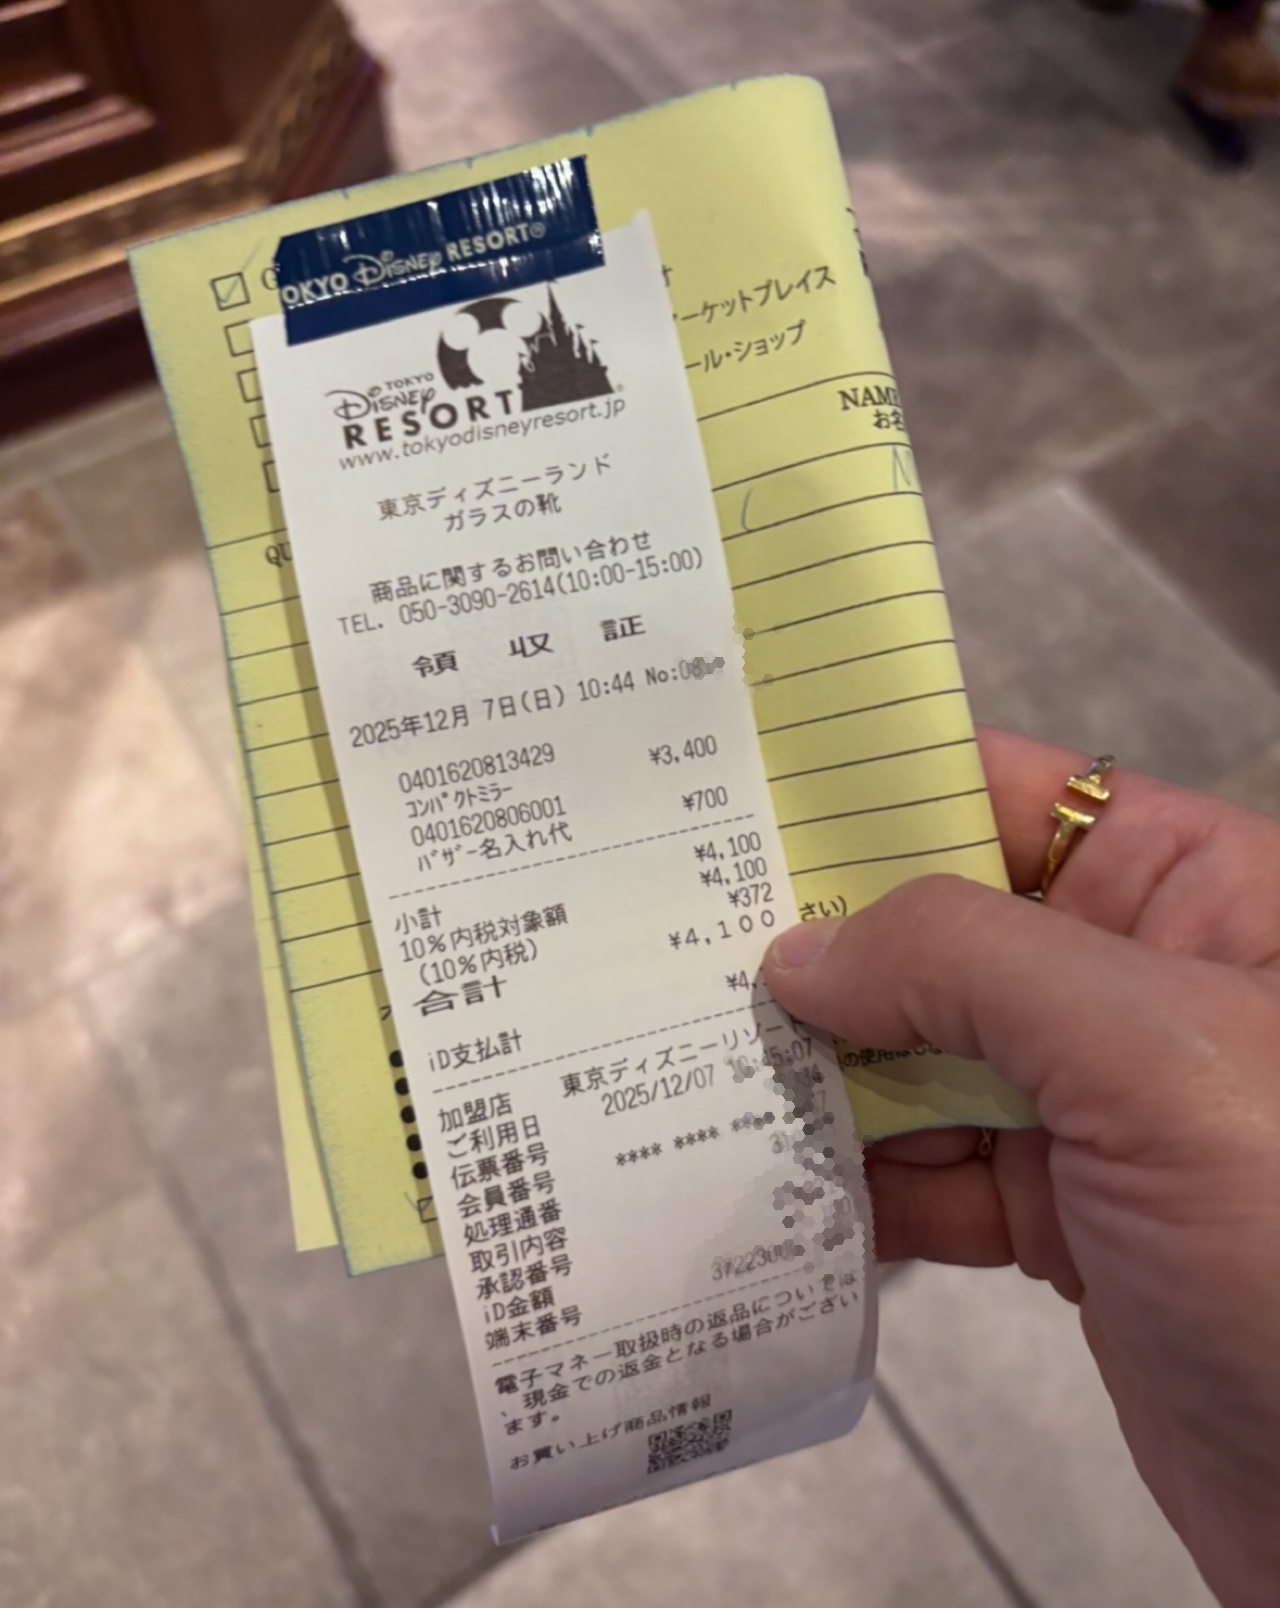 OKYO DISNEY RESORT®
TOKYO
DISNEY
RESORT®
www.tokyodisneyresort.jp
東京ディズニーランド
ガラスの靴
商品に関するお問い合わせ
TEL. 050-3090-2614(10:00-15:00)
領 収 証
2025年12月 7日(日) 10:44 No:
0401620813429 ¥3,400
コンパクトミラー
0401620806001 ¥700
バザー名入れ代
小計 ¥4,100
10%内税対象額 ¥4,100
(10%内税) ¥372
合計 ¥4,100
iD支払計 ¥4,
加盟店 東京ディズニーリゾート
ご利用日 2025/12/07
伝票番号
会員番号 **** ****
処理通番
取引内容
承認番号
iD金額
端末番号
電子マネー取扱時の返品については
、現金での返金となる場合がござい
ます。
お買い上げ商品情報
ーケットプレイス
ール・ショップ
NAME
お名
QU
さい)